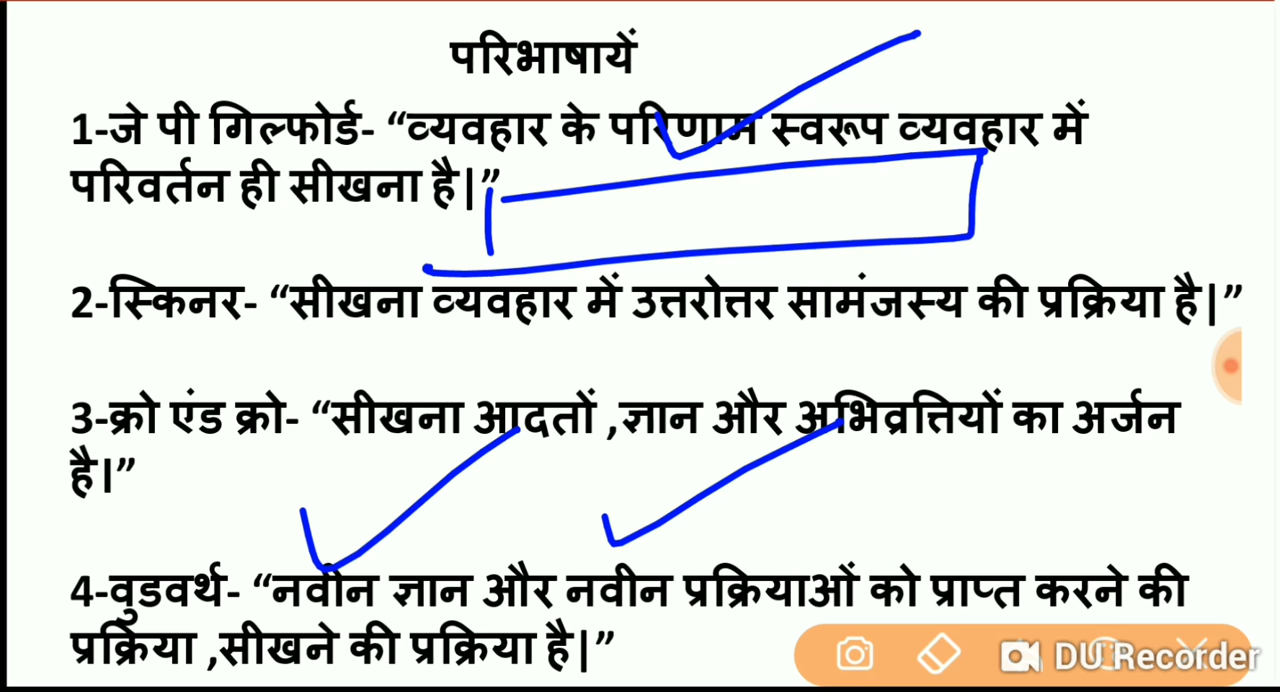 परिभाषायें
1-जे पी गिल्फोर्ड- “व्यवहार के परिणाम स्वरूप व्यवहार में
परिवर्तन ही सीखना है|”
2-स्किनर- “सीखना व्यवहार में उत्तरोत्तर सामंजस्य की प्रक्रिया है|”
3-क्रो एंड क्रो- “सीखना आदतों ,ज्ञान और अभिव्रत्तियों का अर्जन
है।”
4-वुडवर्थ- “नवीन ज्ञान और नवीन प्रक्रियाओं को प्राप्त करने की
प्रक्रिया ,सीखने की प्रक्रिया है|”
DU Recorder